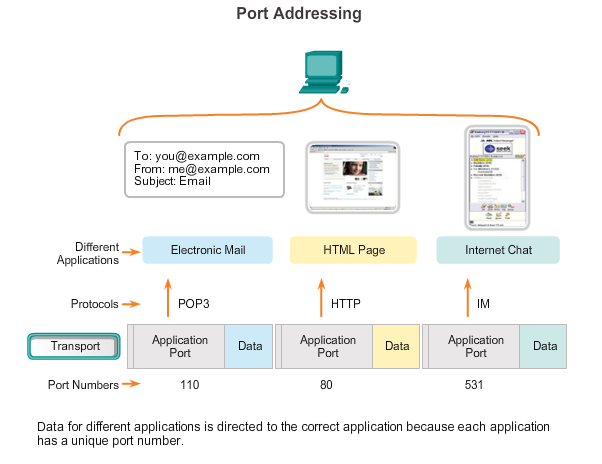 Port Addressing
To: you@example.com
From: me@example.com
Subject: Email
seek
Different
Applications
Electronic Mail
HTML Page
Internet Chat
Protocols
POP3
HTTP
IM
Transport
Application
Port
Data
Application
Port
Data
Application
Port
Data
Port Numbers
110
80
531
Data for different applications is directed to the correct application because each application
has a unique port number.